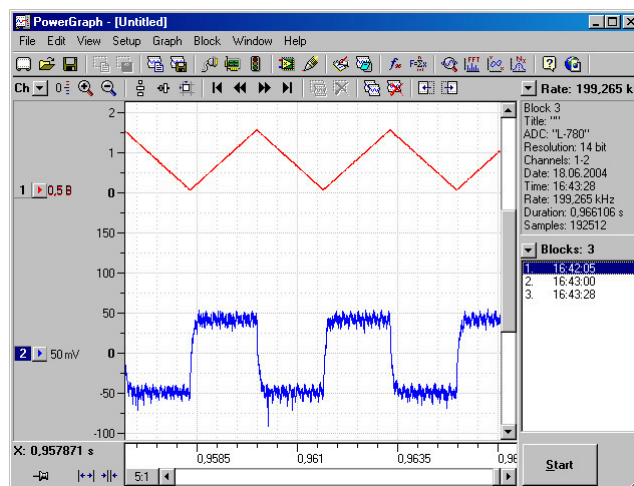 PowerGraph - [Untitled]
File Edit View Setup Graph Block Window Help
Ch
Rate: 199,265 k
Block 3
Title: ""
ADC: "L-780"
Resolution: 14 bit
Channels: 1-2
Date: 18.06.2004
Time: 16:43:28
Rate: 199,265 kHz
Duration: 0,966106 s
Samples: 192512
Blocks: 3
1. 16:42:05
2. 16:43:00
3. 16:43:28
2
1
0
1 0,5 B
150
100
50
0
-50
-100
2 50 mV
X: 0,957871 s
0,9585 0,961 0,9635 0,96
5:1
Start